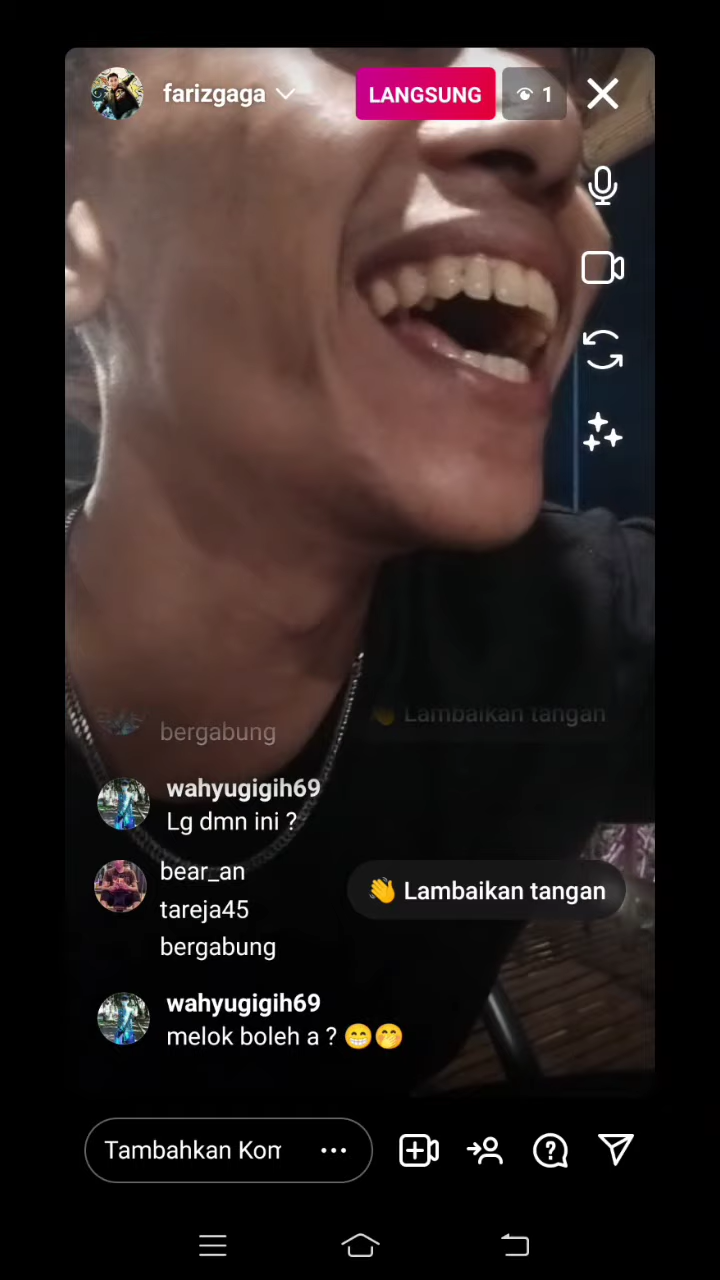 farizgaga
LANGSUNG
1
bergabung
👋 Lambaikan tangan
wahyugigih69
Lg dmn ini ?
bear_an
tareja45
bergabung
👋 Lambaikan tangan
wahyugigih69
melok boleh a ? 😁🤭
Tambahkan Kom